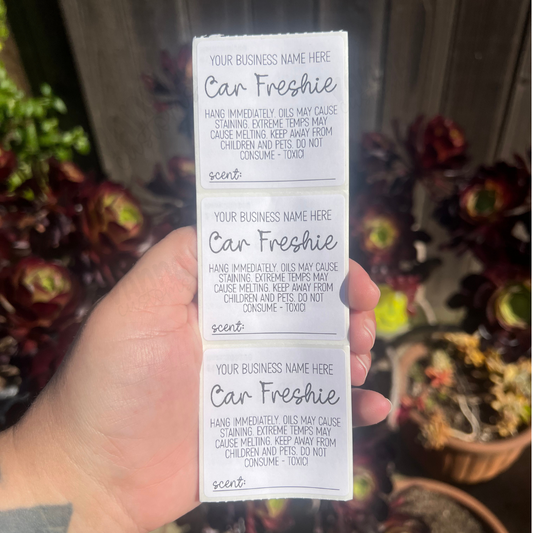 YOUR BUSINESS NAME HERE
Car Freshie
HANG IMMEDIATELY. OILS MAY CAUSE
STAINING. EXTREME TEMPS MAY
CAUSE MELTING. KEEP AWAY FROM
CHILDREN AND PETS. DO NOT
CONSUME - TOXIC!
scent:
YOUR BUSINESS NAME HERE
Car Freshie
HANG IMMEDIATELY. OILS MAY CAUSE
STAINING. EXTREME TEMPS MAY
CAUSE MELTING. KEEP AWAY FROM
CHILDREN AND PETS. DO NOT
CONSUME - TOXIC!
scent:
YOUR BUSINESS NAME HERE
Car Freshie
HANG IMMEDIATELY. OILS MAY CAUSE
STAINING. EXTREME TEMPS MAY
CAUSE MELTING. KEEP AWAY FROM
CHILDREN AND PETS. DO NOT
CONSUME - TOXIC!
scent: